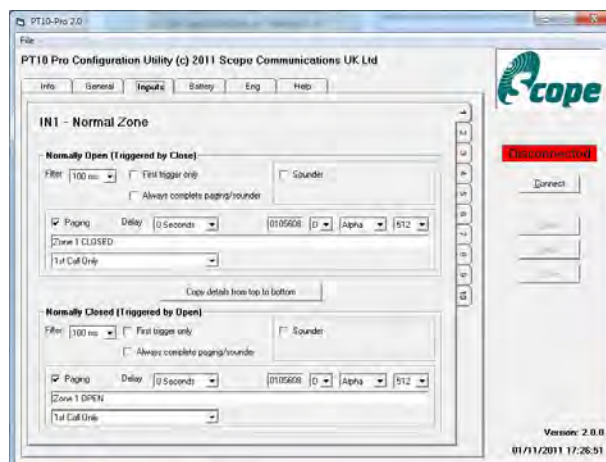 PT10-Pro 2.0
File
PT10 Pro Configuration Utility (c) 2011 Scope Communications UK Ltd
Info General Inputs Battery Eng Help
Scope
IN1 - Normal Zone
1
2
3
4
5
6
7
8
9
10
Disconnected
Connect
Normally Open (Triggered by Close)
Filter 100 ms First trigger only Sounder
Always complete paging/sounder
Paging Delay 0 Seconds 0105608 D Alpha 512
Zone 1 CLOSED
1st Call Only
Copy details from top to bottom
Normally Closed (Triggered by Open)
Filter 100 ms First trigger only Sounder
Always complete paging/sounder
Paging Delay 0 Seconds 0105608 D Alpha 512
Zone 1 OPEN
1st Call Only
Version: 2.0.0
01/11/2011 17:26:51